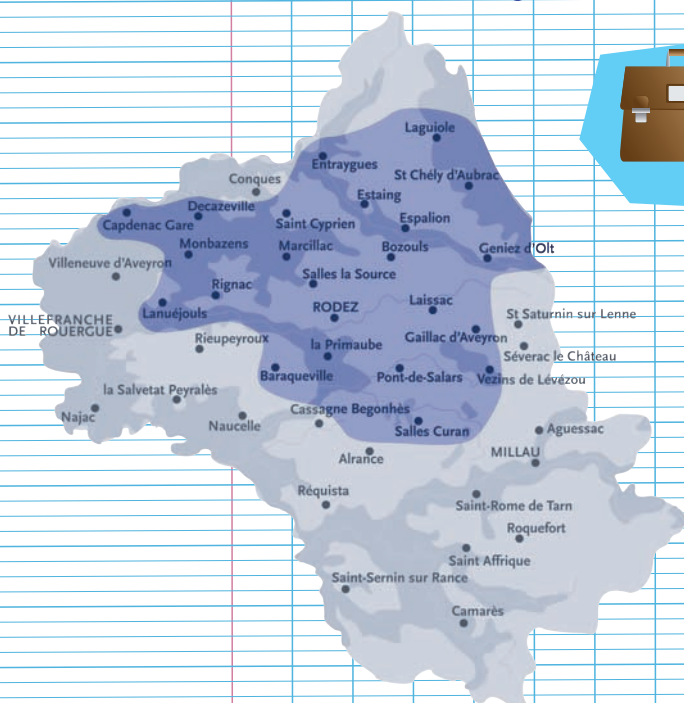 Laguiole
Entraygues
St Chély d'Aubrac
Conques
Estaing
Decazeville
Saint Cyprien
Espalion
Capdenac Gare
Monbazens
Marcillac
Bozouls
Geniez d'Olt
Villeneuve d'Aveyron
Salles la Source
Rignac
Laissac
RODEZ
Lanuéjouls
St Saturnin sur Lenne
VILLEFRANCHE
DE ROUERGUE
Rieupeyroux
Gaillac d'Aveyron
la Primaube
Séverac le Château
Baraqueville
Pont-de-Salars
Vezins de Lévézou
la Salvetat Peyralès
Cassagne Begonhès
Najac
Naucelle
Salles Curan
Aguessac
Alrance
MILLAU
Réquista
Saint-Rome de Tarn
Roquefort
Saint Affrique
Saint-Sernin sur Rance
Camarès